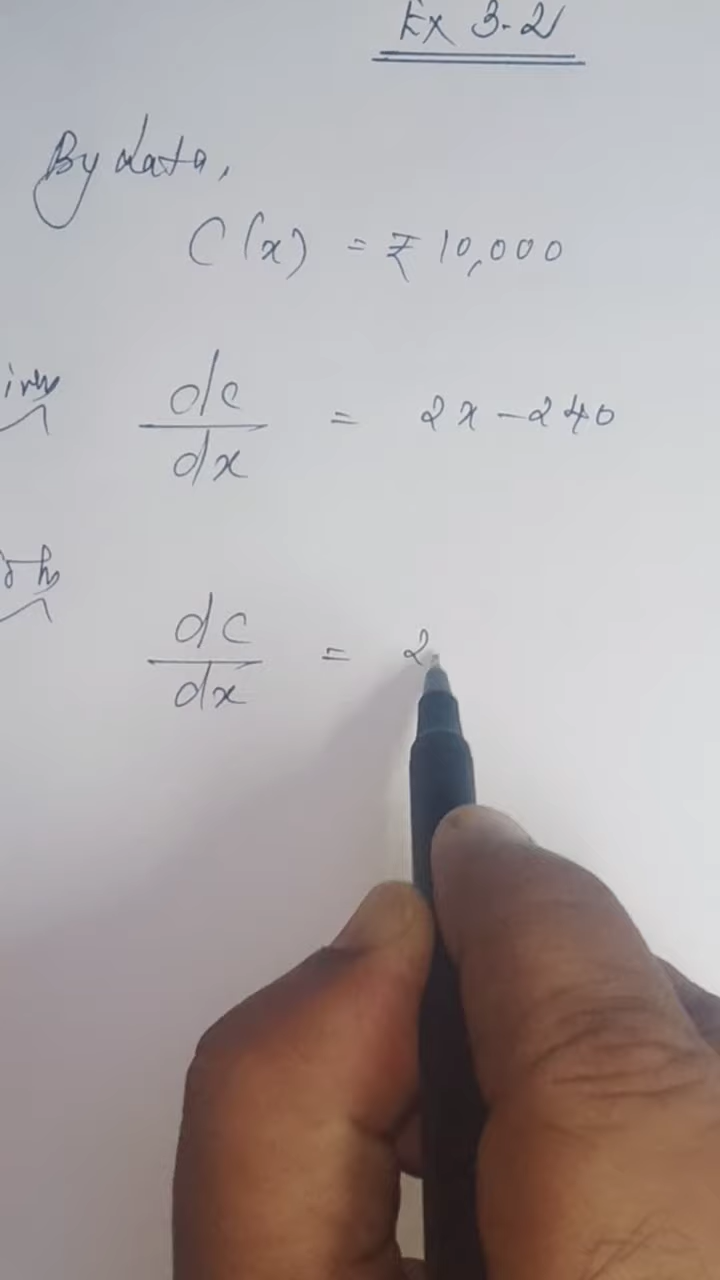 Ex 3.2
By data,
C(x) = ₹ 10,000
dc/dx = 2x - 240
dc/dx = 2